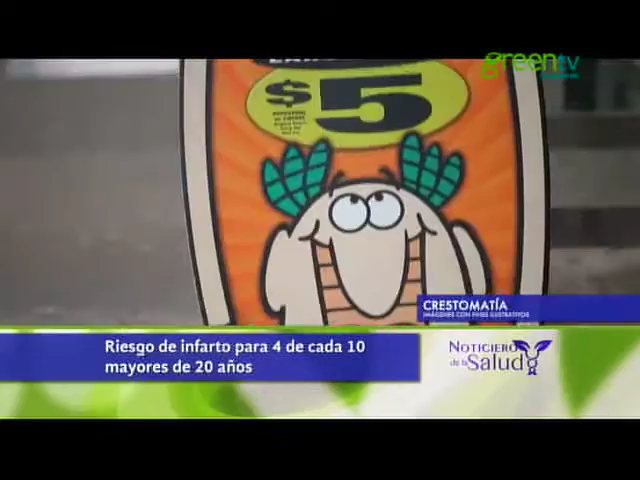 greentv
$5
CRESTOMATÍA
IMÁGENES CON FINES ILUSTRATIVOS
Riesgo de infarto para 4 de cada 10
mayores de 20 años
NOTICIERO
de la Salud